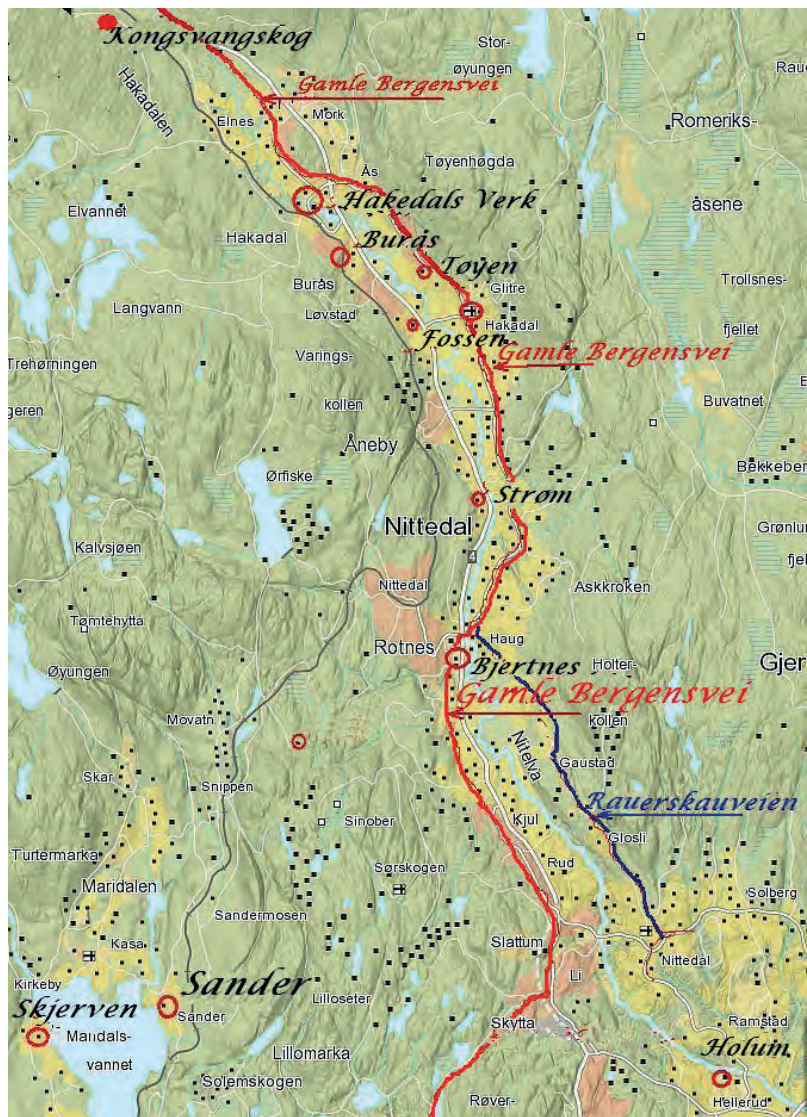 Kongsvangskog
Stor-
øyungen
Rau
Hakadalen
Gamle Bergensvei
Elnes
Mork
Romeriks-
Ås
Tøyenhøgda
Hakedals Verk
Elvannet
åsene
Hakadal
Burås
Tøyen
Burås
Glitre
Trollsnes-
Langvann
Løvstad
Hakadal
fjellet
Fossen
Trehørningen
Varings-
Gamle Bergensvei
geren
kollen
Buvatnet
Åneby
Bekkeber
Ørfiske
Strøm
Nittedal
Grønlun
Kalvsjøen
4
fjel
Nittedal
Askkroken
Tømtehytta
Rotnes
Haug
Øyungen
Bjertnes
Holter-
Gjer
Gamle Bergensvei
Movatn
kollen
Nitelva
Skar
Snippen
Gaustad
Rauerskauveien
Sinober
Kjul
Glosli
Turtermarka
Sørskogen
Rud
Maridalen
Solberg
Sandermosen
Kasa
Slattum
Nittedal
Sander
Li
Kirkeby
Lilloseter
Skjerven
Sander
Skytta
Ramstad
Maridals-
vannet
Lillomarka
Holum
Solemskogen
Røver-
Hellerud